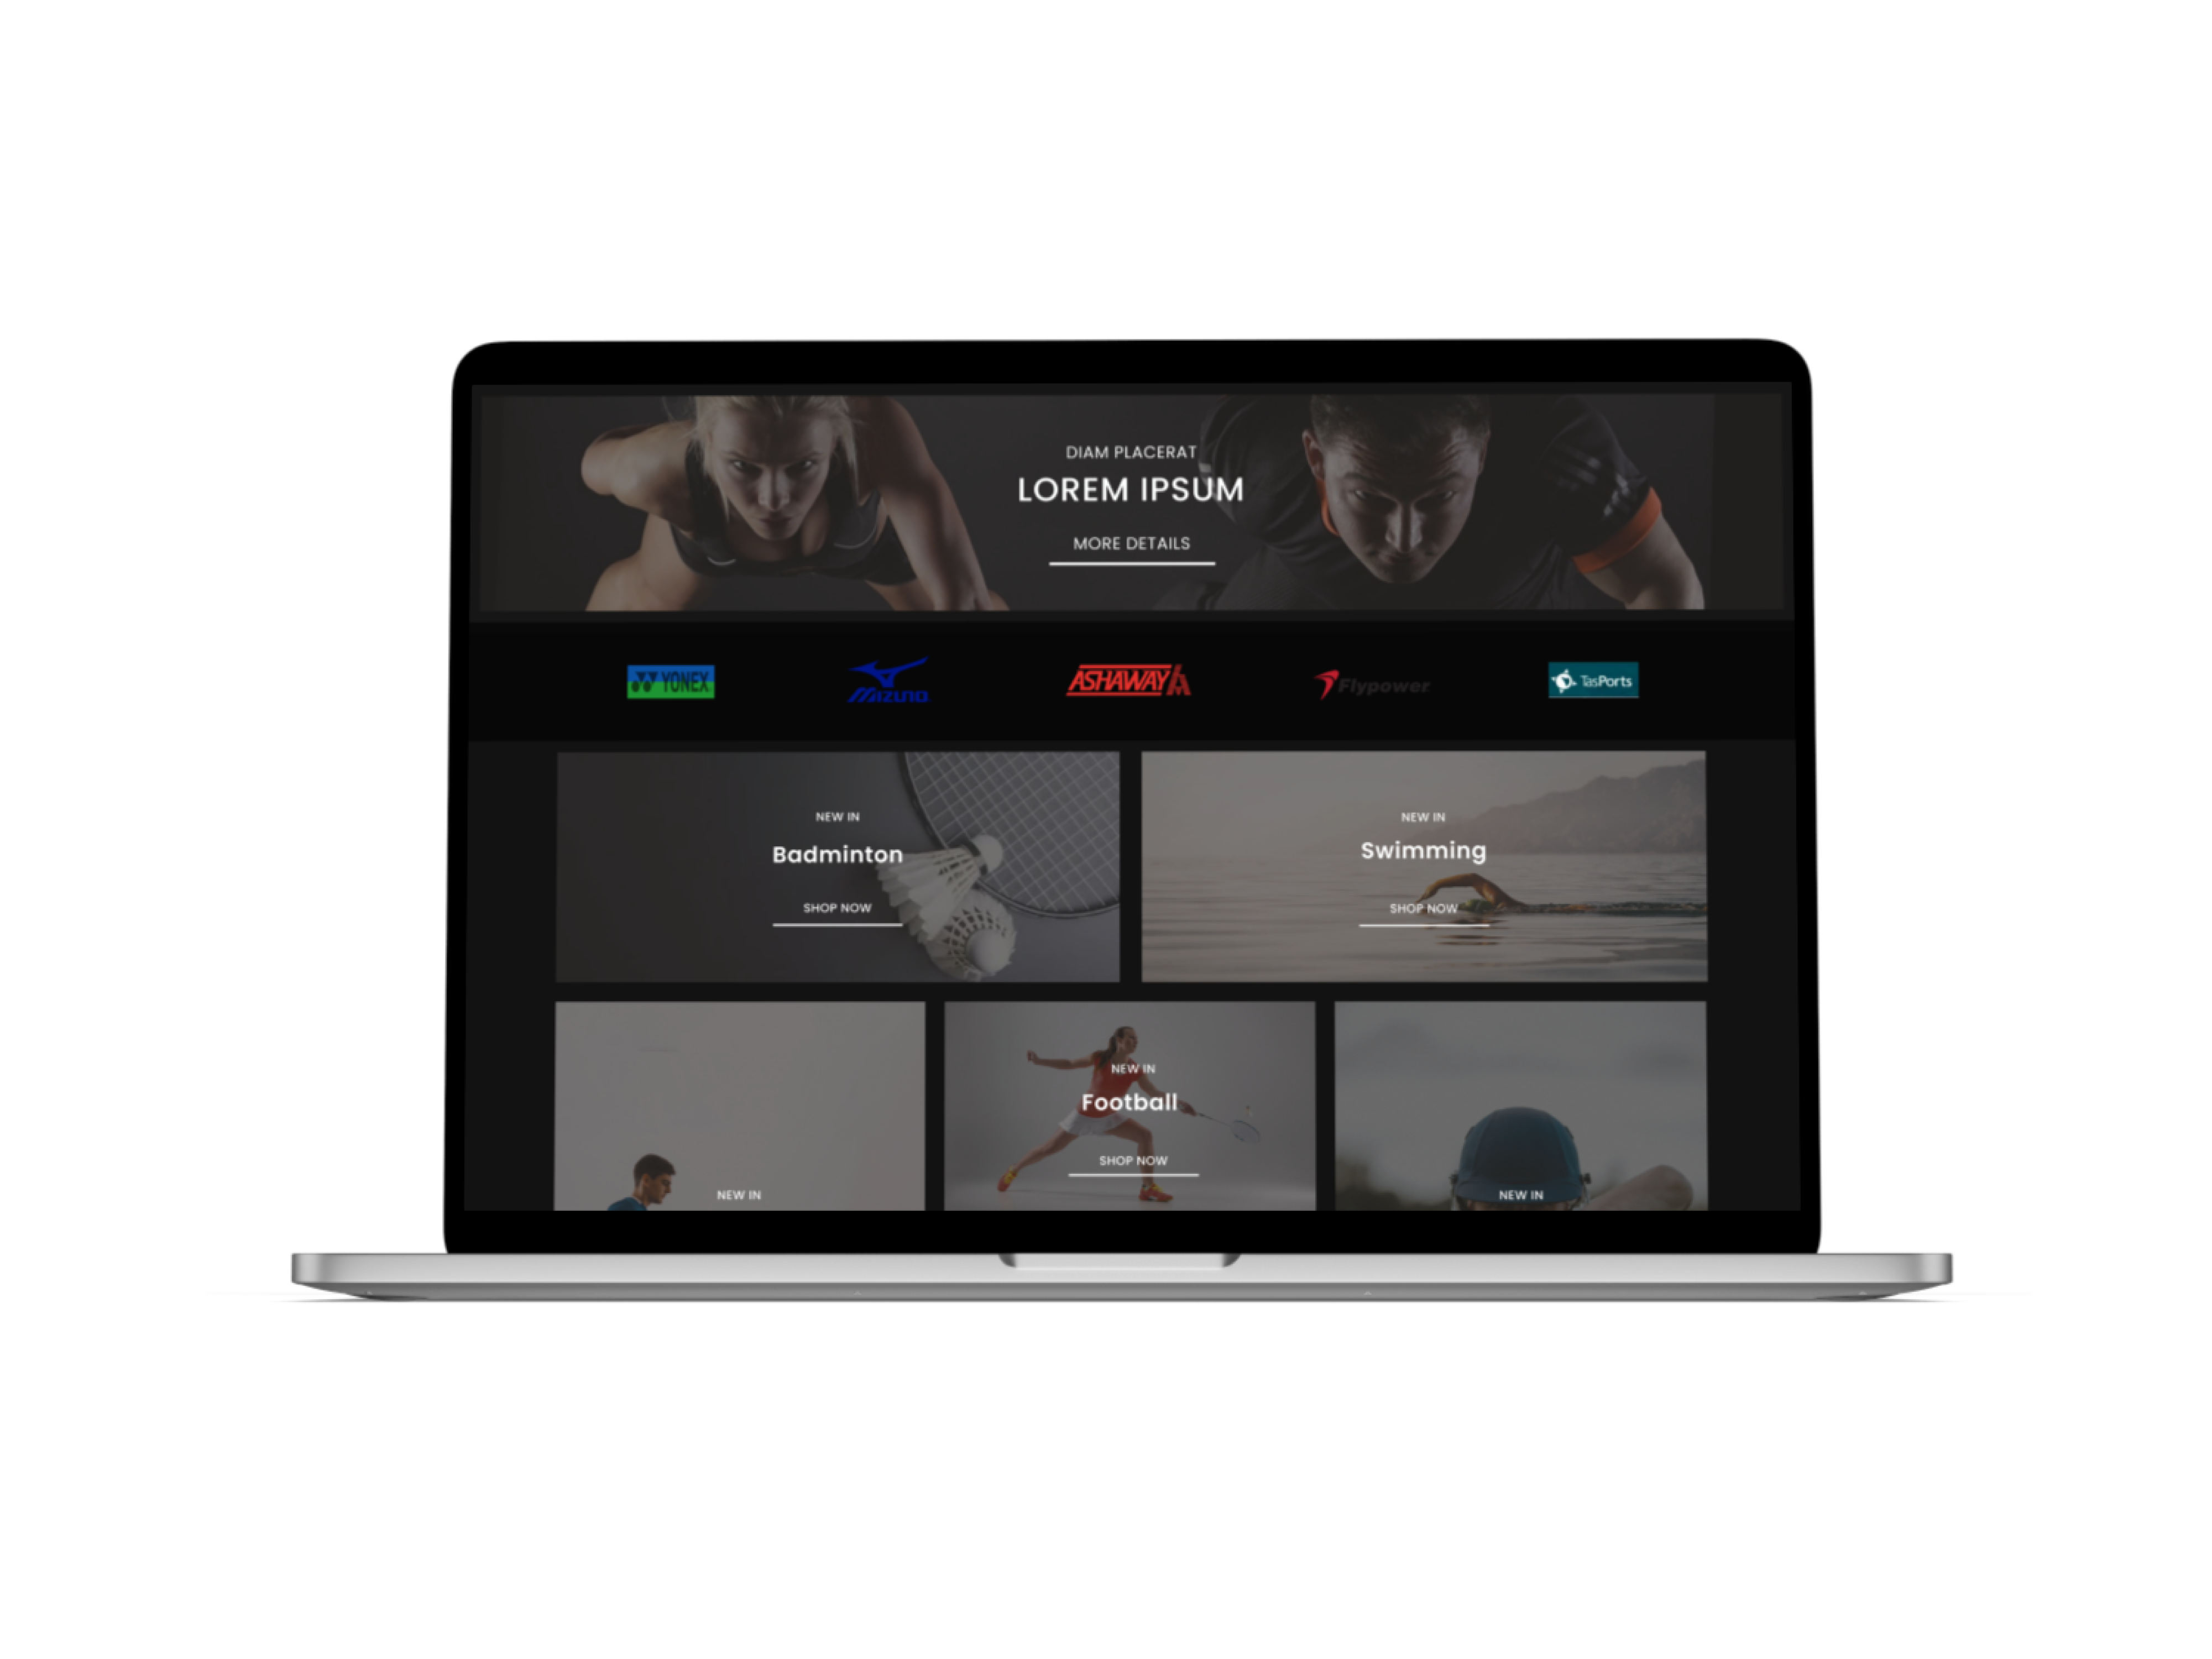 DIAM PLACERAT
LOREM IPSUM
MORE DETAILS
YONEX
MIZUNO
ASHAWAY
Flypower
TasPorts
NEW IN
Badminton
SHOP NOW
NEW IN
Swimming
SHOP NOW
NEW IN
NEW IN
Football
SHOP NOW
NEW IN